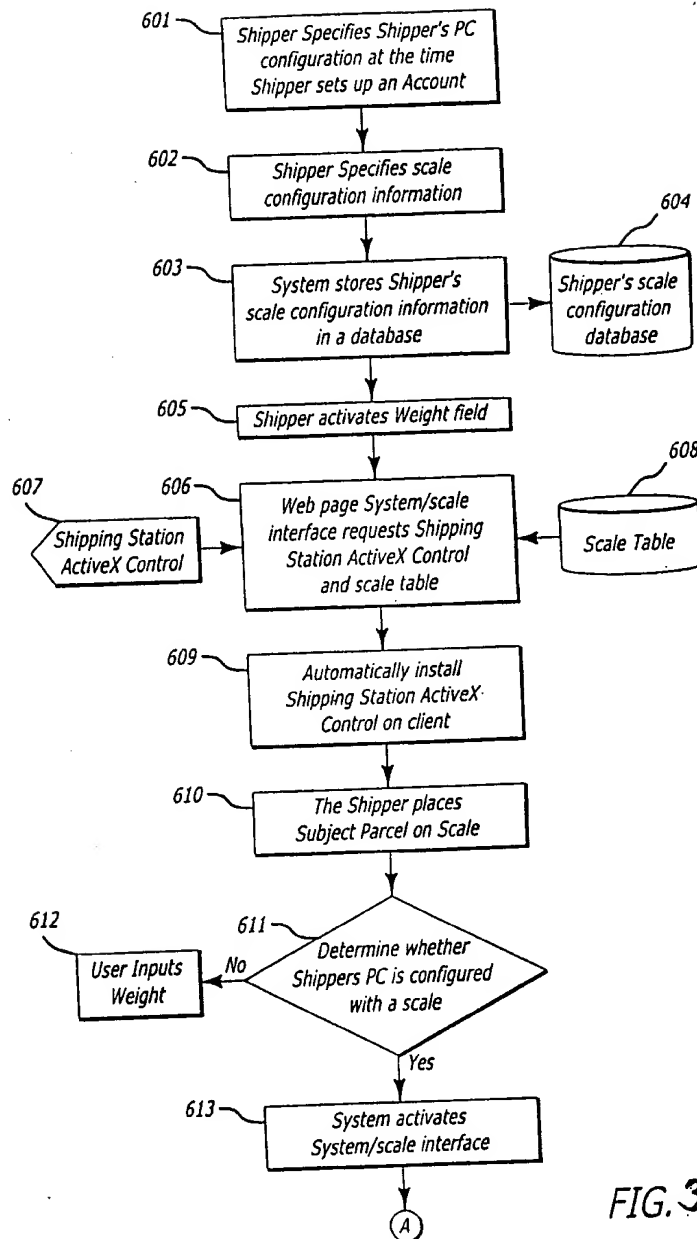 601
Shipper Specifies Shipper's PC
configuration at the time
Shipper sets up an Account
602
Shipper Specifies scale
configuration information
603
System stores Shipper's
scale configuration information
in a database
604
Shipper's scale
configuration
database
605
Shipper activates Weight field
606
Web page System/scale
interface requests Shipping
Station ActiveX Control
and scale table
607
Shipping Station
ActiveX Control
608
Scale Table
609
Automatically install
Shipping Station ActiveX
Control on client
610
The Shipper places
Subject Parcel on Scale
611
Determine whether
Shippers PC is configured
with a scale
No
612
User Inputs
Weight
Yes
613
System activates
System/scale interface
A
FIG. 3